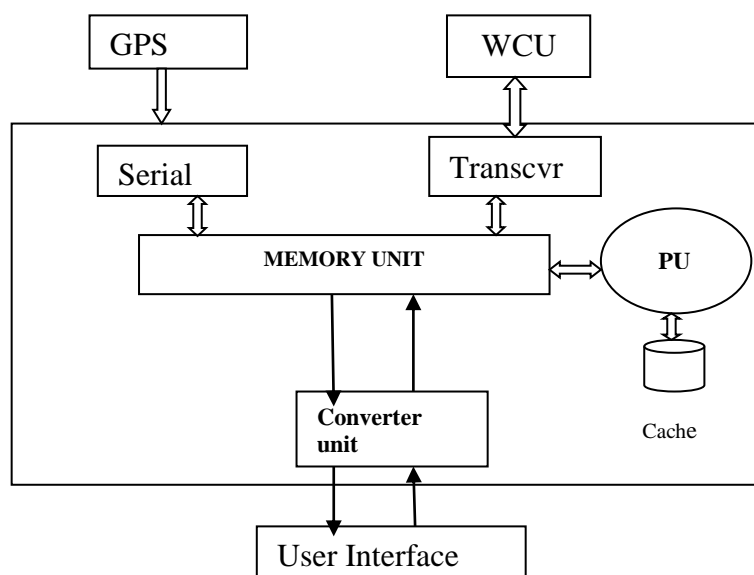 GPS
WCU
Serial
Transcvr
MEMORY UNIT
PU
Converter
unit
Cache
User Interface